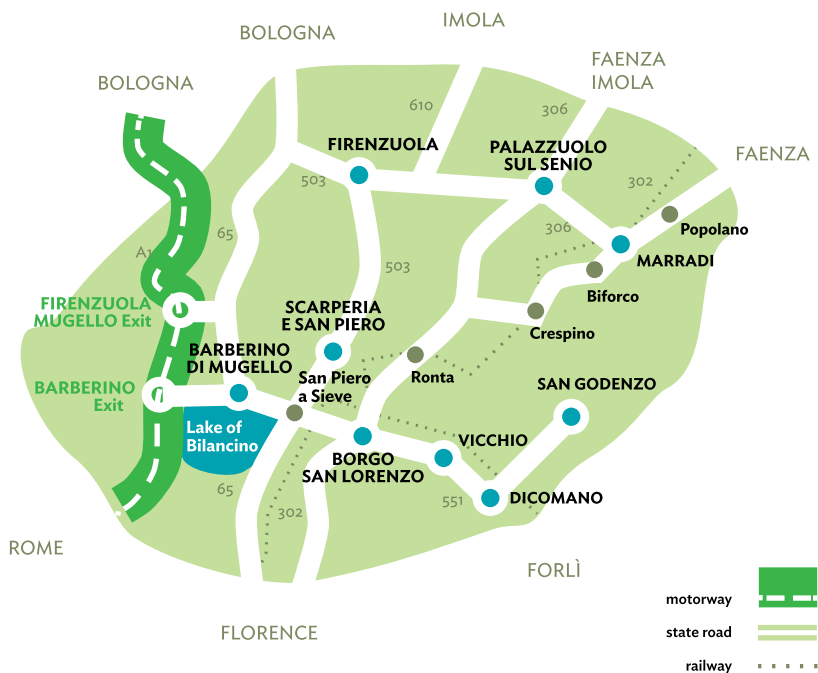 IMOLA
BOLOGNA
FAENZA
IMOLA
BOLOGNA
610
306
FIRENZUOLA
PALAZZUOLO
SUL SENIO
FAENZA
503
302
306
Popolano
65
A1
503
MARRADI
Biforco
FIRENZUOLA
MUGELLO Exit
SCARPERIA
E SAN PIERO
Crespino
BARBERINO
DI MUGELLO
San Piero
a Sieve
Ronta
SAN GODENZO
BARBERINO
Exit
Lake of
Bilancino
VICCHIO
BORGO
SAN LORENZO
65
302
551
DICOMANO
ROME
FORLÌ
FLORENCE
motorway
state road
railway